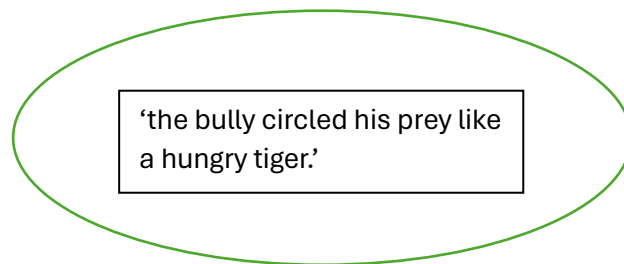 ‘the bully circled his prey like
a hungry tiger.’